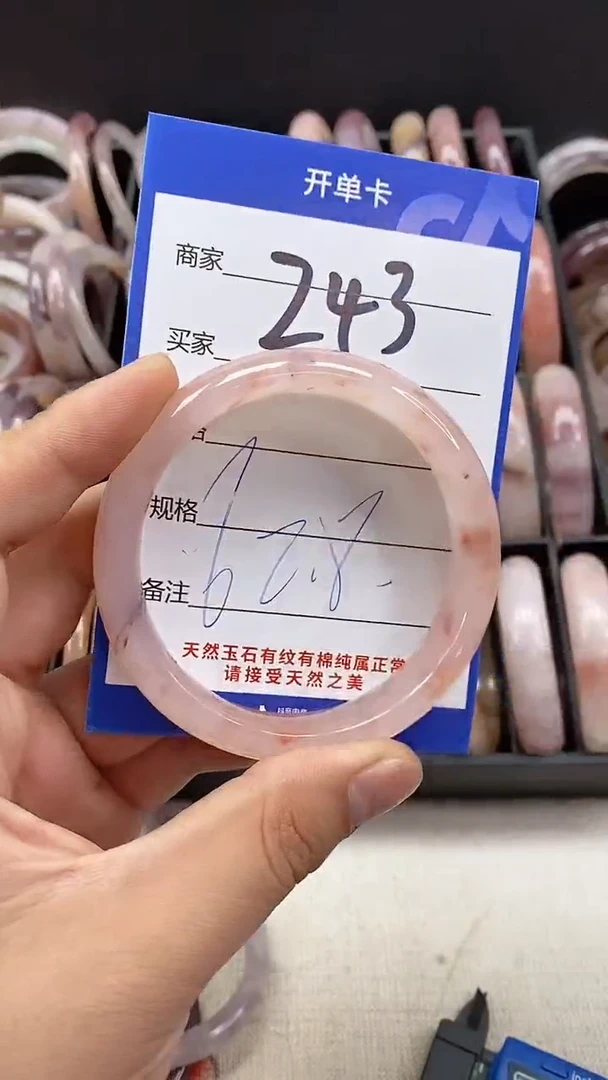 开单卡
商家 243
买家
规格
备注
62.8
天然玉石有纹有棉纯属正常
请接受天然之美